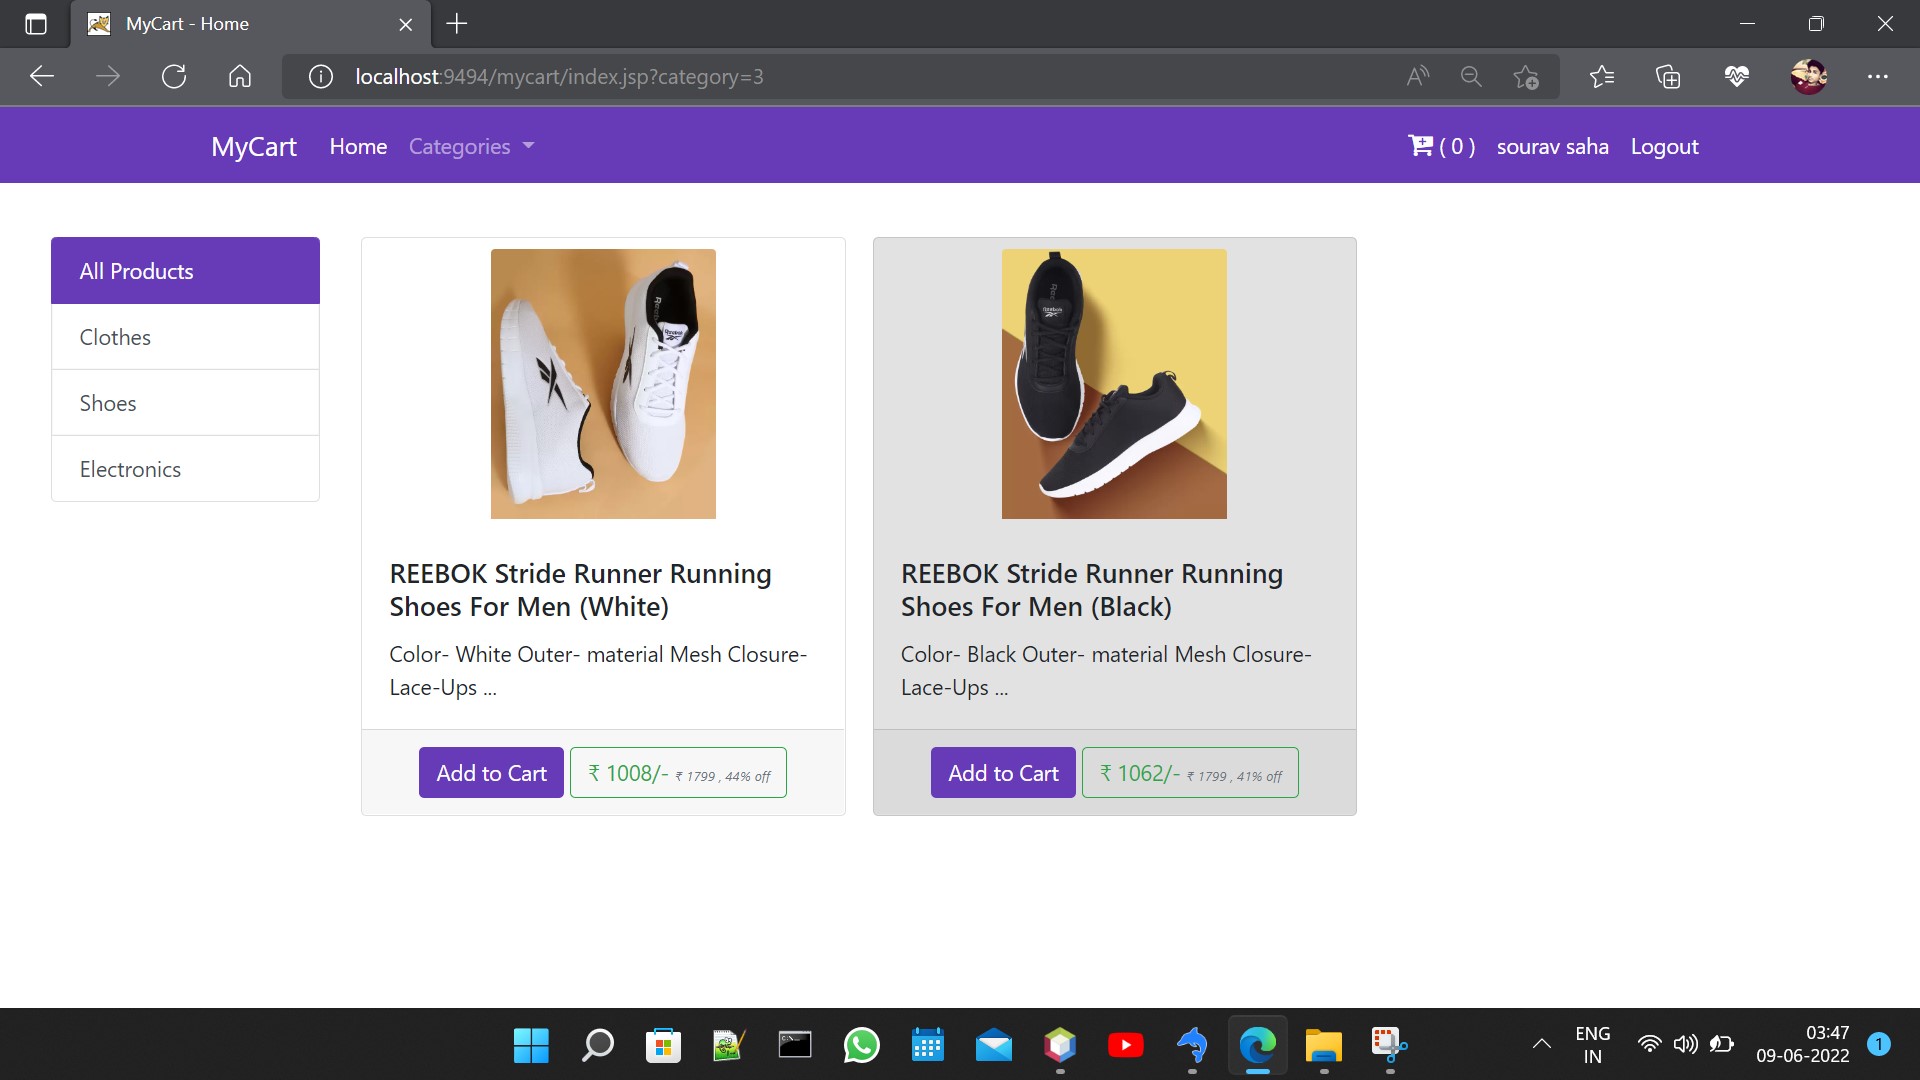 MyCart - Home
localhost:9494/mycart/index.jsp?category=3
MyCart Home Categories ( 0 ) sourav saha Logout
All Products
Clothes
Shoes
Electronics
Reebok
Reebok
REEBOK Stride Runner Running
Shoes For Men (White)
Color- White Outer- material Mesh Closure-
Lace-Ups ...
Add to Cart ₹ 1008/- ₹ 1799 , 44% off
REEBOK Stride Runner Running
Shoes For Men (Black)
Color- Black Outer- material Mesh Closure-
Lace-Ups ...
Add to Cart ₹ 1062/- ₹ 1799 , 41% off
ENG
IN
03:47
09-06-2022
1